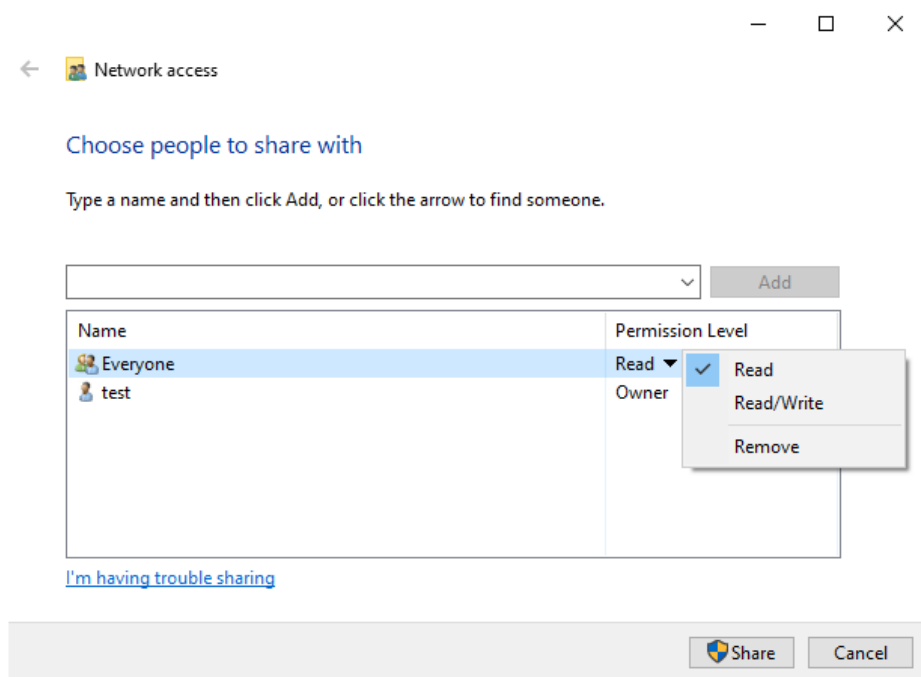 Network access
Choose people to share with
Type a name and then click Add, or click the arrow to find someone.
Add
Name Permission Level
Everyone Read
test Owner
Read
Read/Write
Remove
I'm having trouble sharing
Share Cancel